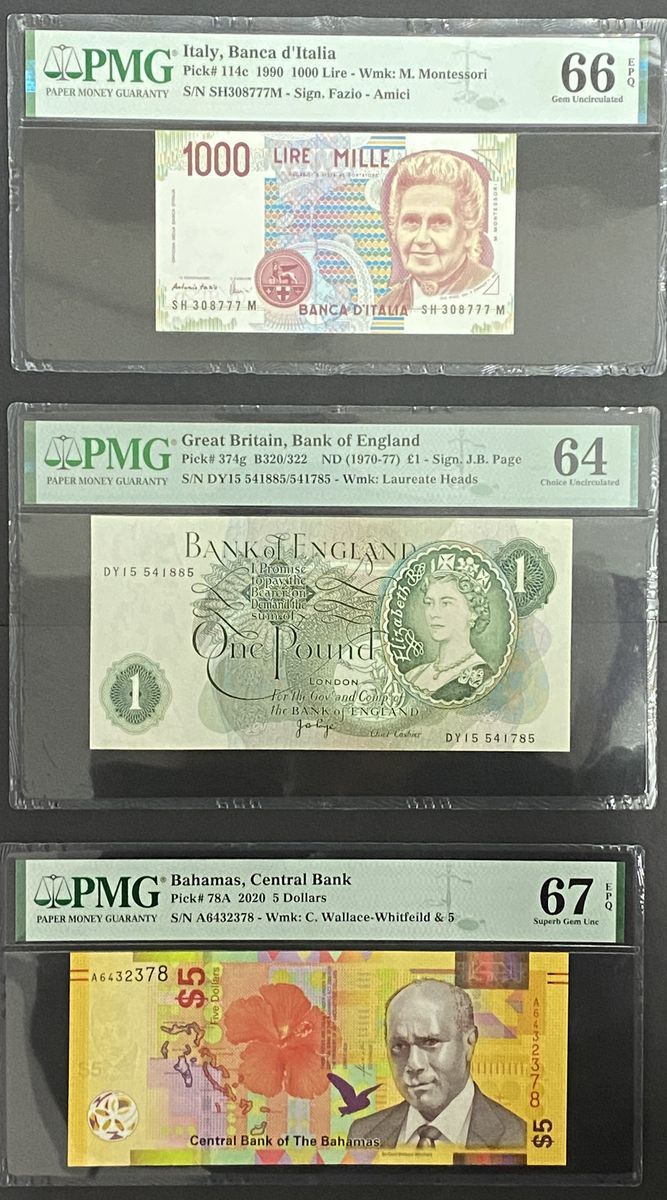 PMG
PAPER MONEY GUARANTY
Italy, Banca d'Italia
Pick# 114c 1990 1000 Lire - Wmk: M. Montessori
S/N SH308777M - Sign. Fazio - Amici
66 EPQ
Gem Uncirculated
1000 LIRE MILLE
M. MONTESSORI
SH 308777 M
BANCA D'ITALIA
SH 308777 M
PMG
PAPER MONEY GUARANTY
Great Britain, Bank of England
Pick# 374g B320/322 ND (1970-77) £1 - Sign. J.B. Page
S/N DY15 541885/541785 - Wmk: Laureate Heads
64
Choice Uncirculated
BANK of ENGLAND
DY15 541885
I Promise
to pay the
Bearer on
Demand the
sum of
One Pound
Elizabeth
1
LONDON
For the Govr and Compa of
the BANK of ENGLAND
1
Chief Cashier
DY15 541785
PMG
PAPER MONEY GUARANTY
Bahamas, Central Bank
Pick# 78A 2020 5 Dollars
S/N A6432378 - Wmk: C. Wallace-Whitfeild & 5
67 EPQ
Superb Gem Unc
A6432378
$5
Five Dollars
A6432378
$5
Central Bank of The Bahamas
$5